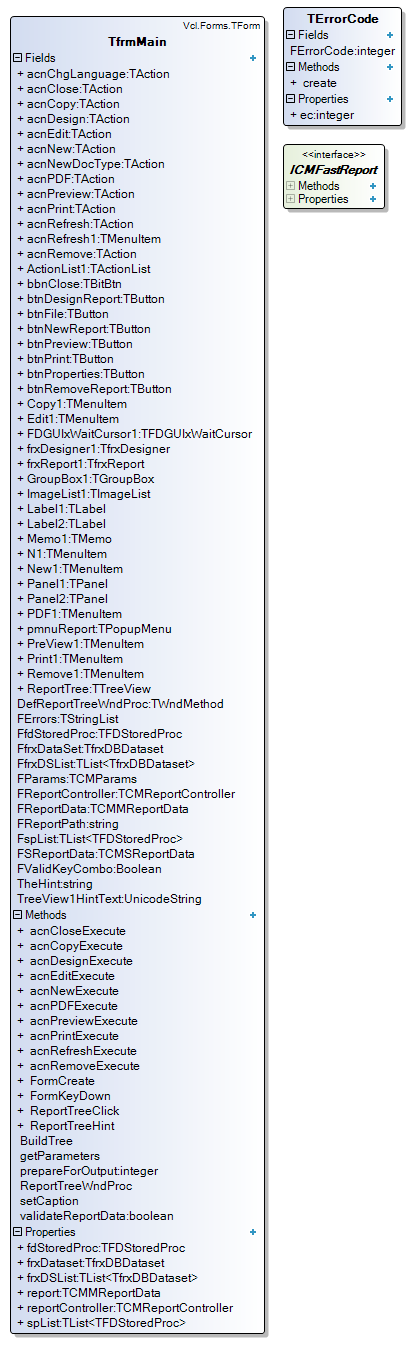 Vcl.Forms.TForm
TfrmMain
Fields
+ acnChgLanguage:TAction
+ acnClose:TAction
+ acnCopy:TAction
+ acnDesign:TAction
+ acnEdit:TAction
+ acnNew:TAction
+ acnNewDocType:TAction
+ acnPDF:TAction
+ acnPreview:TAction
+ acnPrint:TAction
+ acnRefresh:TAction
+ acnRefresh1:TMenuItem
+ acnRemove:TAction
+ ActionList1:TActionList
+ bbnClose:TBitBtn
+ btnDesignReport:TButton
+ btnFile:TButton
+ btnNewReport:TButton
+ btnPreview:TButton
+ btnPrint:TButton
+ btnProperties:TButton
+ btnRemoveReport:TButton
+ Copy1:TMenuItem
+ Edit1:TMenuItem
+ FDGUIxWaitCursor1:TFDGUIxWaitCursor
+ frxDesigner1:TfrxDesigner
+ frxReport1:TfrxReport
+ GroupBox1:TGroupBox
+ ImageList1:TImageList
+ Label1:TLabel
+ Label2:TLabel
+ Memo1:TMemo
+ N1:TMenuItem
+ New1:TMenuItem
+ Panel1:TPanel
+ Panel2:TPanel
+ PDF1:TMenuItem
+ pmnuReport:TPopupMenu
+ PreView1:TMenuItem
+ Print1:TMenuItem
+ Remove1:TMenuItem
+ ReportTree:TTreeView
DefReportTreeWndProc:TWndMethod
FErrors:TStringList
FfdStoredProc:TFDStoredProc
FfrxDataSet:TfrxDBDataset
FfrxDSList:TList<TfrxDBDataset>
FParams:TCMParams
FReportController:TCMReportController
FReportData:TCMMReportData
FReportPath:string
FspList:TList<TFDStoredProc>
FSReportData:TCMSReportData
FValidKeyCombo:Boolean
TheHint:string
TreeView1HintText:UnicodeString
Methods
+ acnCloseExecute
+ acnCopyExecute
+ acnDesignExecute
+ acnEditExecute
+ acnNewExecute
+ acnPDFExecute
+ acnPreviewExecute
+ acnPrintExecute
+ acnRefreshExecute
+ acnRemoveExecute
+ FormCreate
+ FormKeyDown
+ ReportTreeClick
+ ReportTreeHint
BuildTree
getParameters
prepareForOutput:integer
ReportTreeWndProc
setCaption
validateReportData:boolean
Properties
+ fdStoredProc:TFDStoredProc
+ frxDataset:TfrxDBDataset
+ frxDSList:TList<TfrxDBDataset>
+ report:TCMMReportData
+ reportController:TCMReportController
+ spList:TList<TFDStoredProc>
TErrorCode
Fields
FErrorCode:integer
Methods
+ create
Properties
+ ec:integer
<<interface>>
ICMFastReport
Methods
Properties